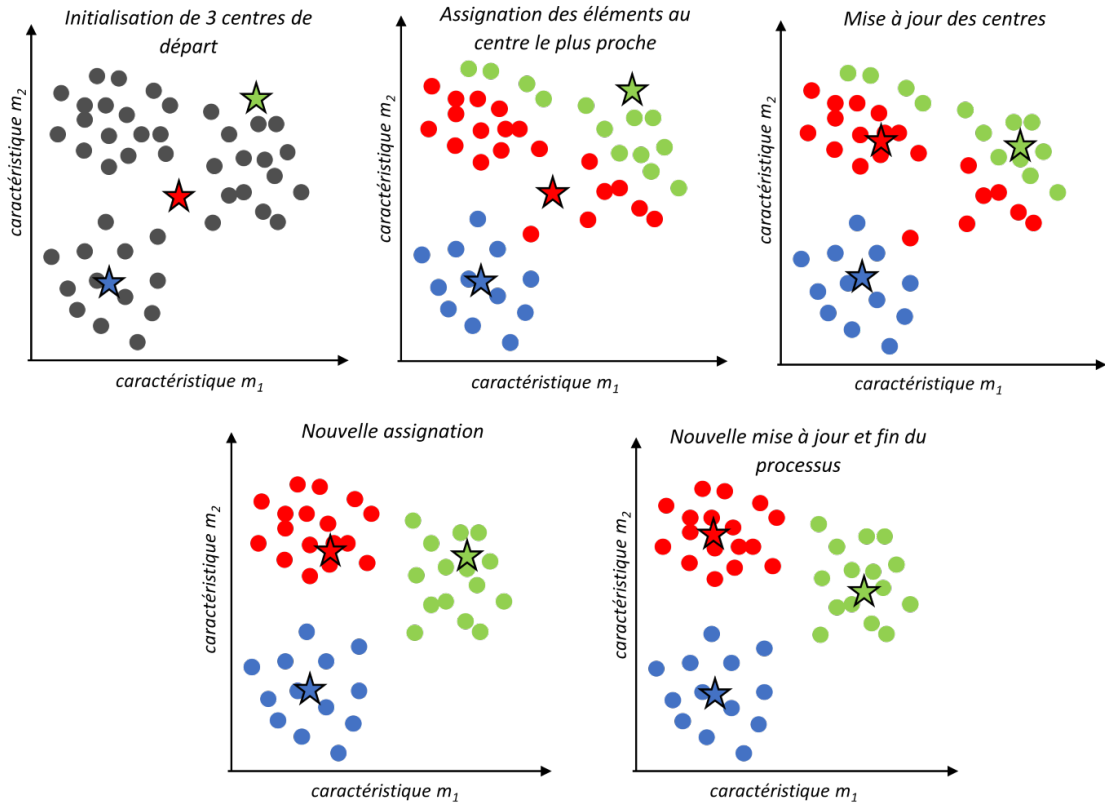 Initialisation de 3 centres de
départ
caractéristique m2
caractéristique m1
Assignation des éléments au
centre le plus proche
caractéristique m2
caractéristique m1
Mise à jour des centres
caractéristique m2
caractéristique m1
Nouvelle assignation
caractéristique m2
caractéristique m1
Nouvelle mise à jour et fin du
processus
caractéristique m2
caractéristique m1